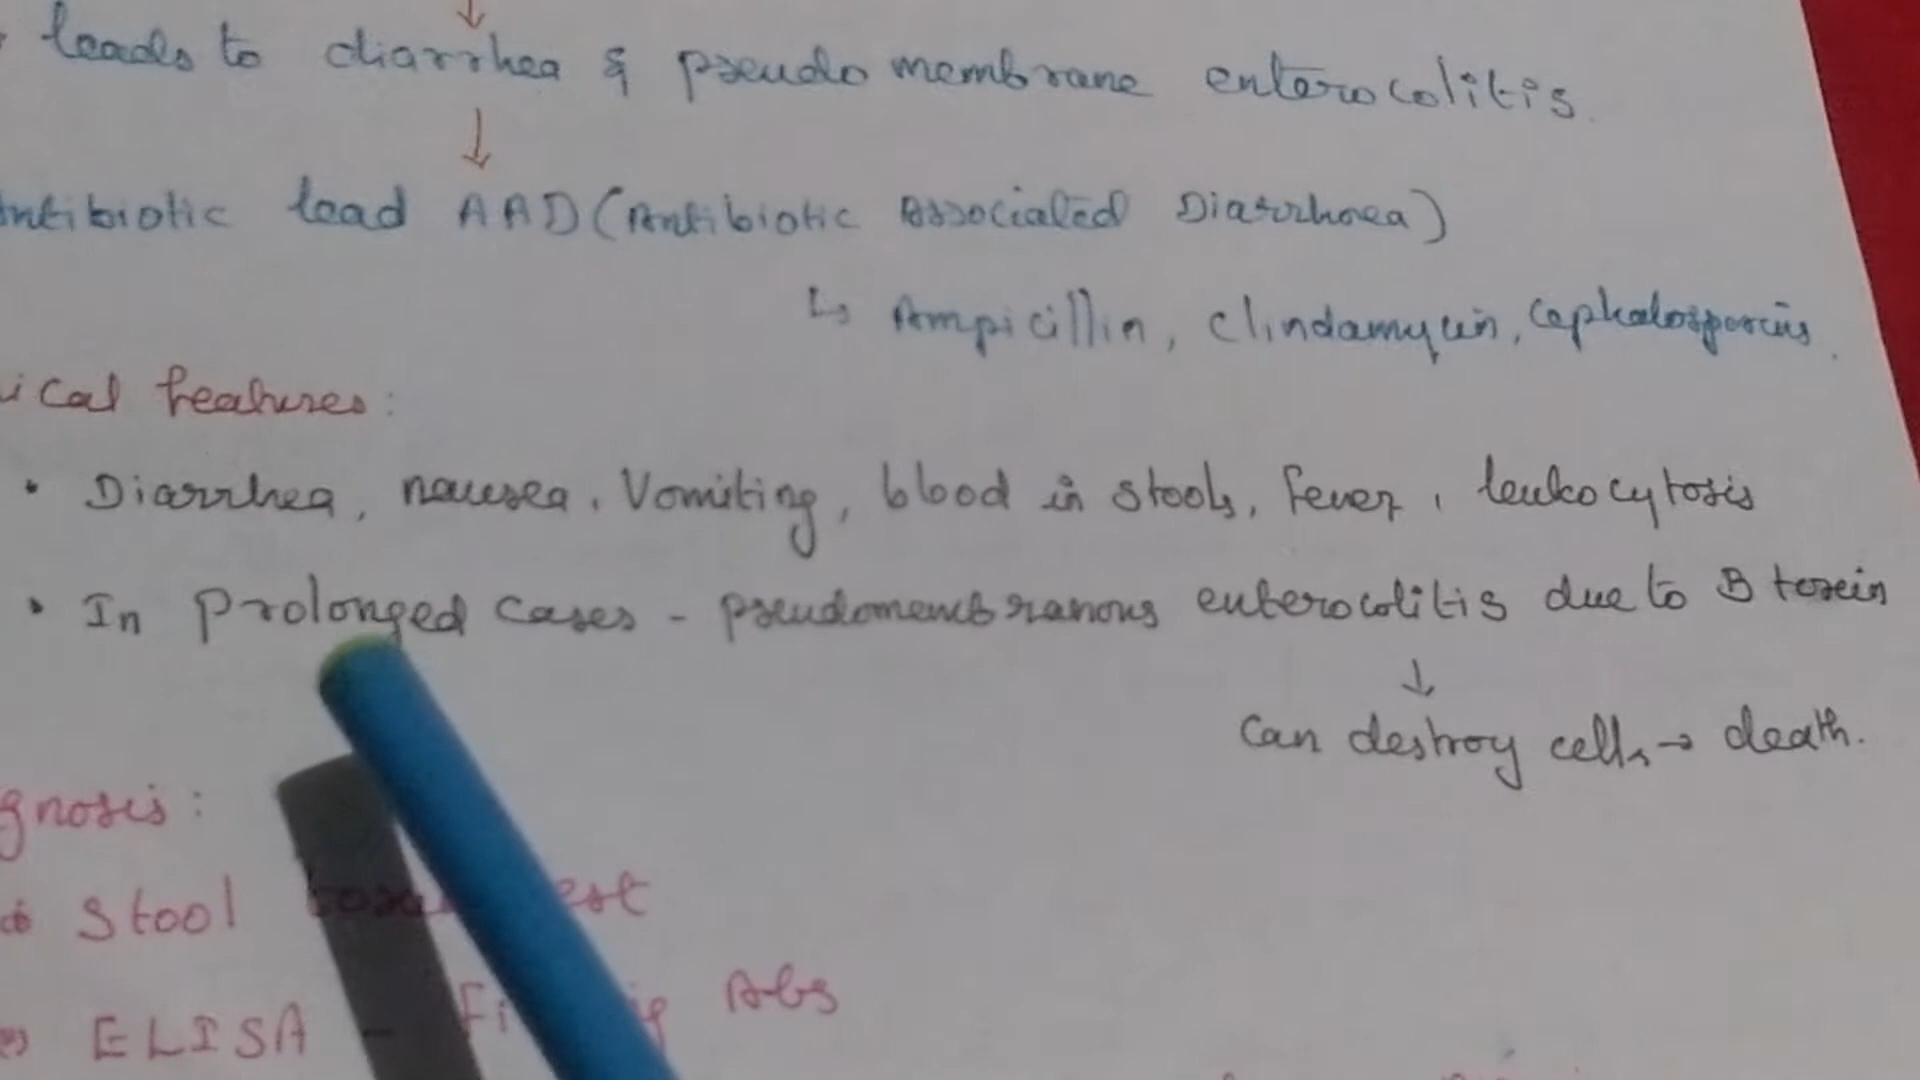 leads to diarrhea & pseudo membrane enterocolitis.
Antibiotic lead AAD (Antibiotic Associated Diarrhoea)
↳ Ampicillin, Clindamycin, Cephalosporins.
ical features:
• Diarrhea, nausea, Vomiting, blood in stools, Fever, leukocytosis
• In Prolonged Cases - pseudomembranous enterocolitis due to B toxin
↓
Can destroy cells → death.
gnosis:
Stool
ELISA - Abs